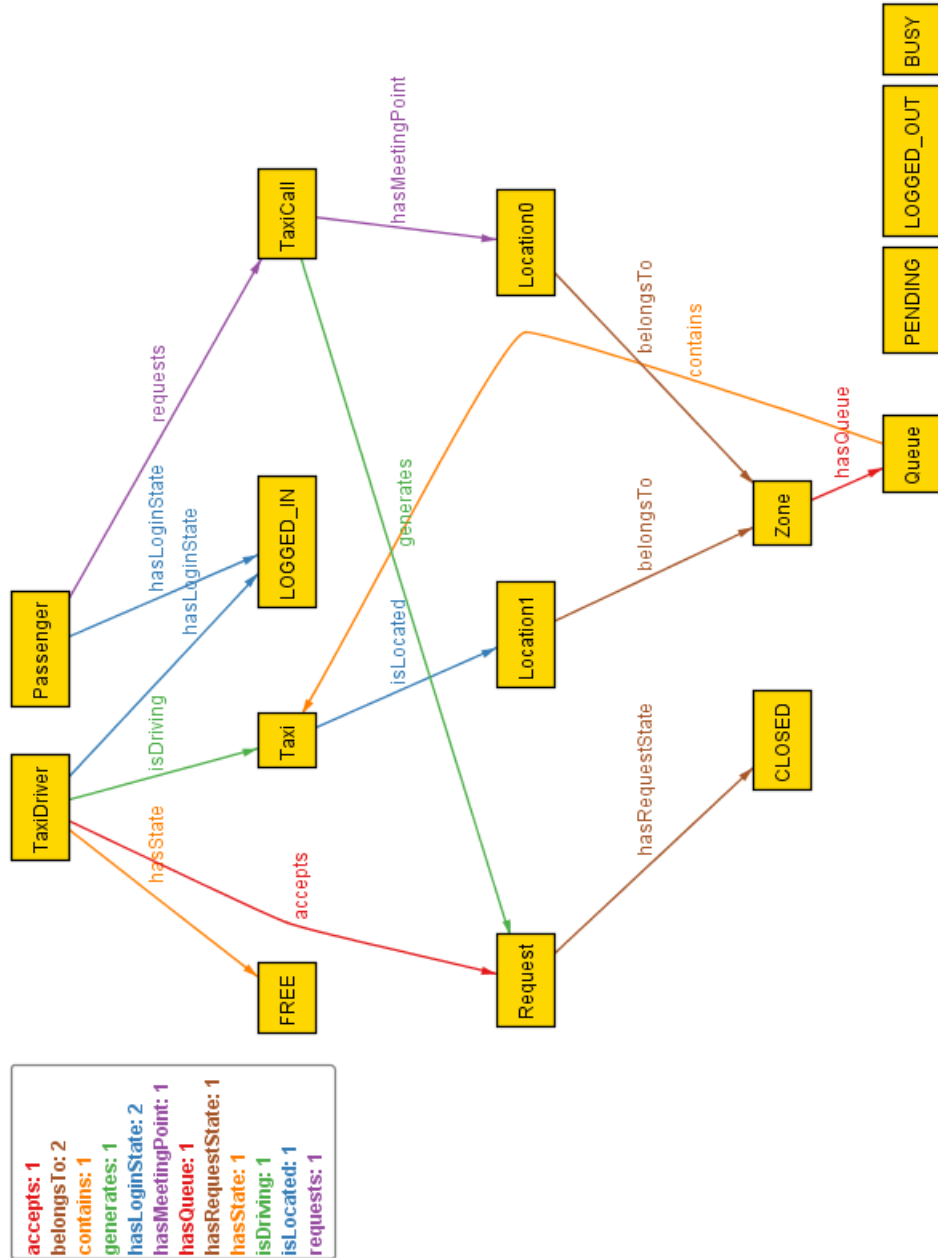 accepts: 1
belongsTo: 2
contains: 1
generates: 1
hasLoginState: 2
hasMeetingPoint: 1
hasQueue: 1
hasRequestState: 1
hasState: 1
isDriving: 1
isLocated: 1
requests: 1
TaxiDriver
Passenger
hasState
isDriving
hasLoginState
hasLoginState
requests
accepts
FREE
Taxi
LOGGED_IN
TaxiCall
isLocated
generates
hasMeetingPoint
Request
Location1
Location0
hasRequestState
belongsTo
belongsTo
contains
CLOSED
Zone
hasQueue
Queue
PENDING
LOGGED_OUT
BUSY